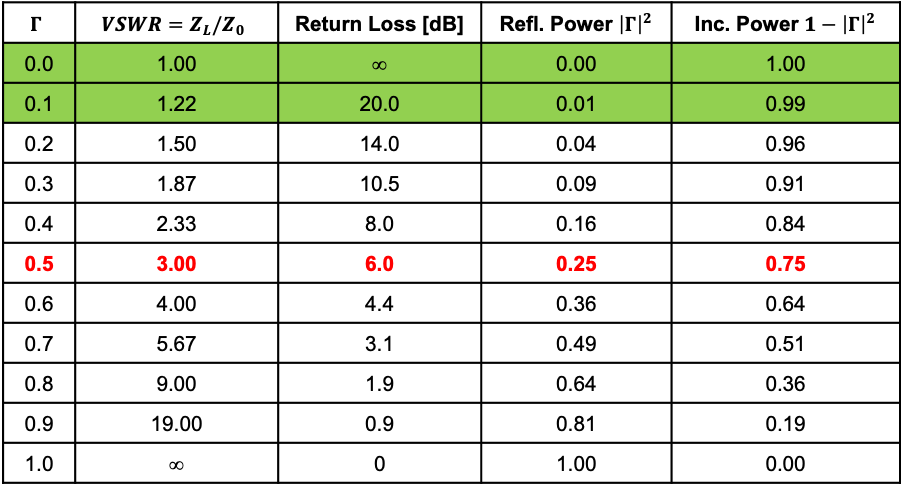 Γ VSWR = Z_L/Z_0 Return Loss [dB] Refl. Power |Γ|² Inc. Power 1 − |Γ|²
0.0 1.00 ∞ 0.00 1.00
0.1 1.22 20.0 0.01 0.99
0.2 1.50 14.0 0.04 0.96
0.3 1.87 10.5 0.09 0.91
0.4 2.33 8.0 0.16 0.84
0.5 3.00 6.0 0.25 0.75
0.6 4.00 4.4 0.36 0.64
0.7 5.67 3.1 0.49 0.51
0.8 9.00 1.9 0.64 0.36
0.9 19.00 0.9 0.81 0.19
1.0 ∞ 0 1.00 0.00